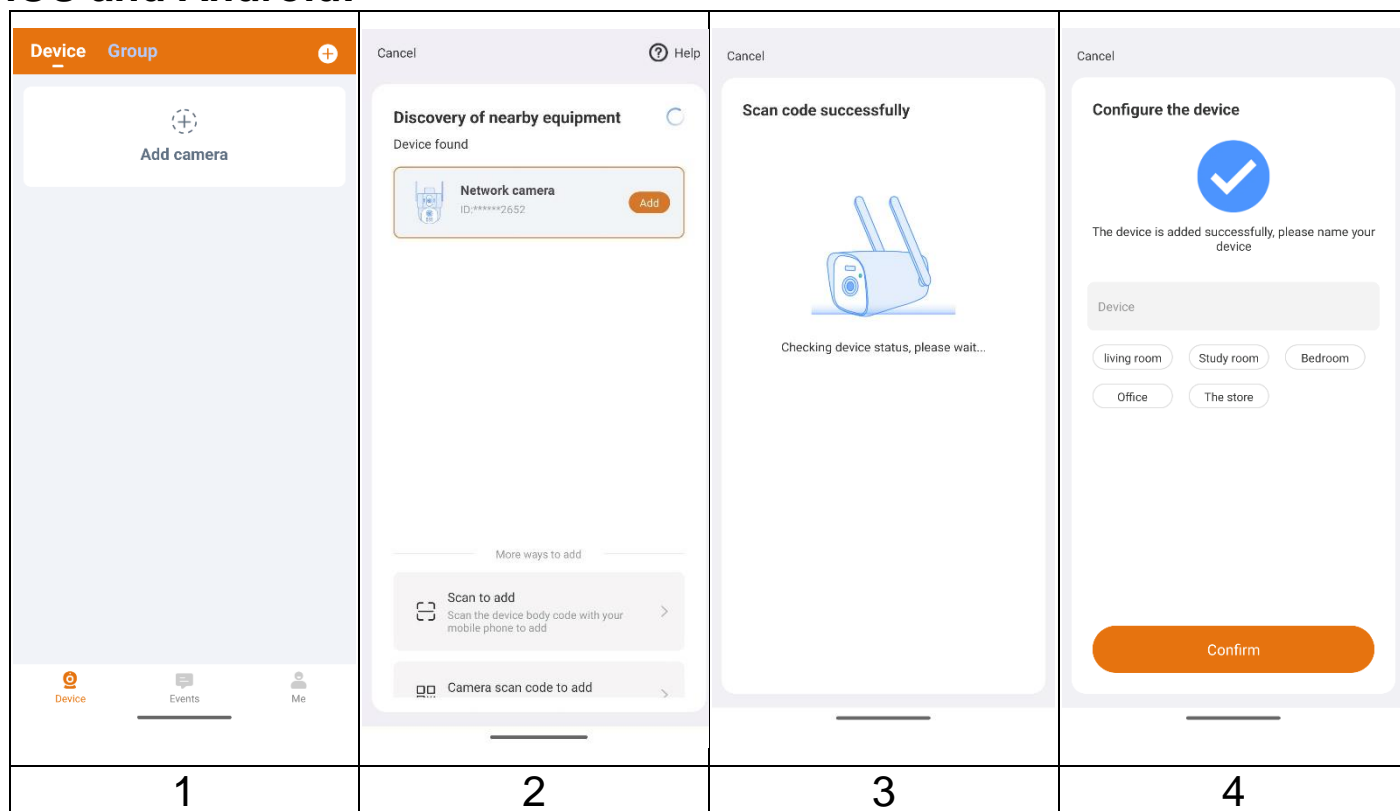 iOS and Android:
Device Group
Add camera
Device Events Me
1
Cancel Help
Discovery of nearby equipment
Device found
Network camera
ID:******2652
Add
More ways to add
Scan to add
Scan the device body code with your
mobile phone to add
Camera scan code to add
2
Cancel
Scan code successfully
Checking device status, please wait...
3
Cancel
Configure the device
The device is added successfully, please name your
device
Device
living room Study room Bedroom
Office The store
Confirm
4